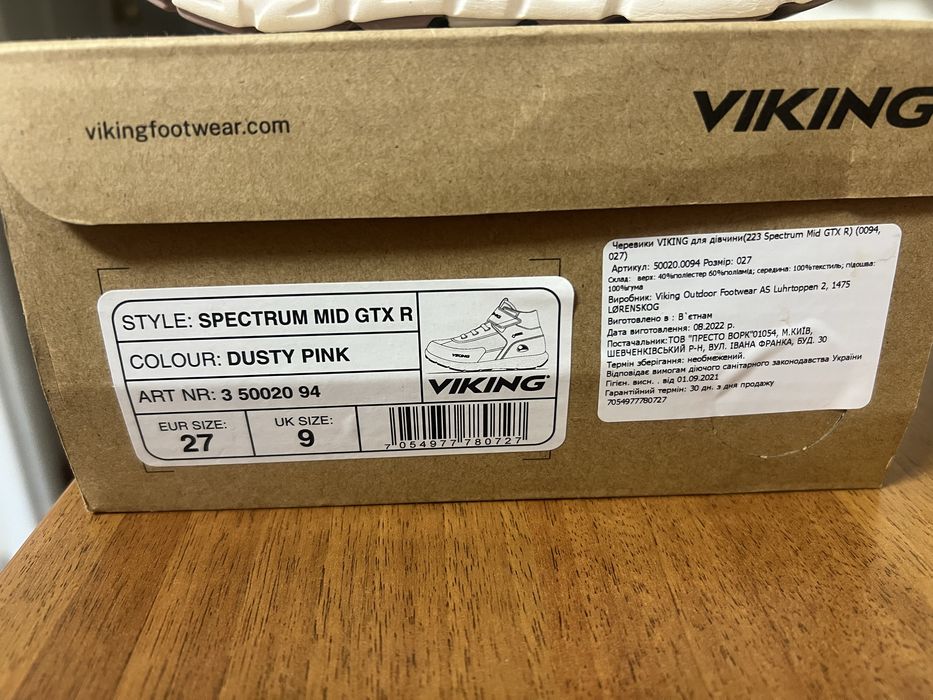 vikingfootwear.com
VIKING
STYLE: SPECTRUM MID GTX R
COLOUR: DUSTY PINK
ART NR: 3 50020 94
EUR SIZE:
27
UK SIZE:
9
VIKING
VIKING
7 054977 780727
Черевики VIKING для дівчини(223 Spectrum Mid GTX R) (0094,
027)
Артикул: 50020.0094 Розмір: 027
Склад: верх: 40%поліестер 60%поліамід; середина: 100%текстиль; підошва:
100%гума
Виробник: Viking Outdoor Footwear AS Luhrtoppen 2, 1475
LØRENSKOG
Виготовлено в : В`єтнам
Дата виготовлення: 08.2022 р.
Постачальник:ТОВ "ПРЕСТО ВОРК"01054, М.КИЇВ,
ШЕВЧЕНКІВСЬКИЙ Р-Н, ВУЛ. ІВАНА ФРАНКА, БУД. 30
Термін зберігання: необмежений.
Відповідає вимогам діючого санітарного законодавства України
Гігієн. висн. . від 01.09.2021
Гарантійний термін: 30 дн. з дня продажу
7054977780727